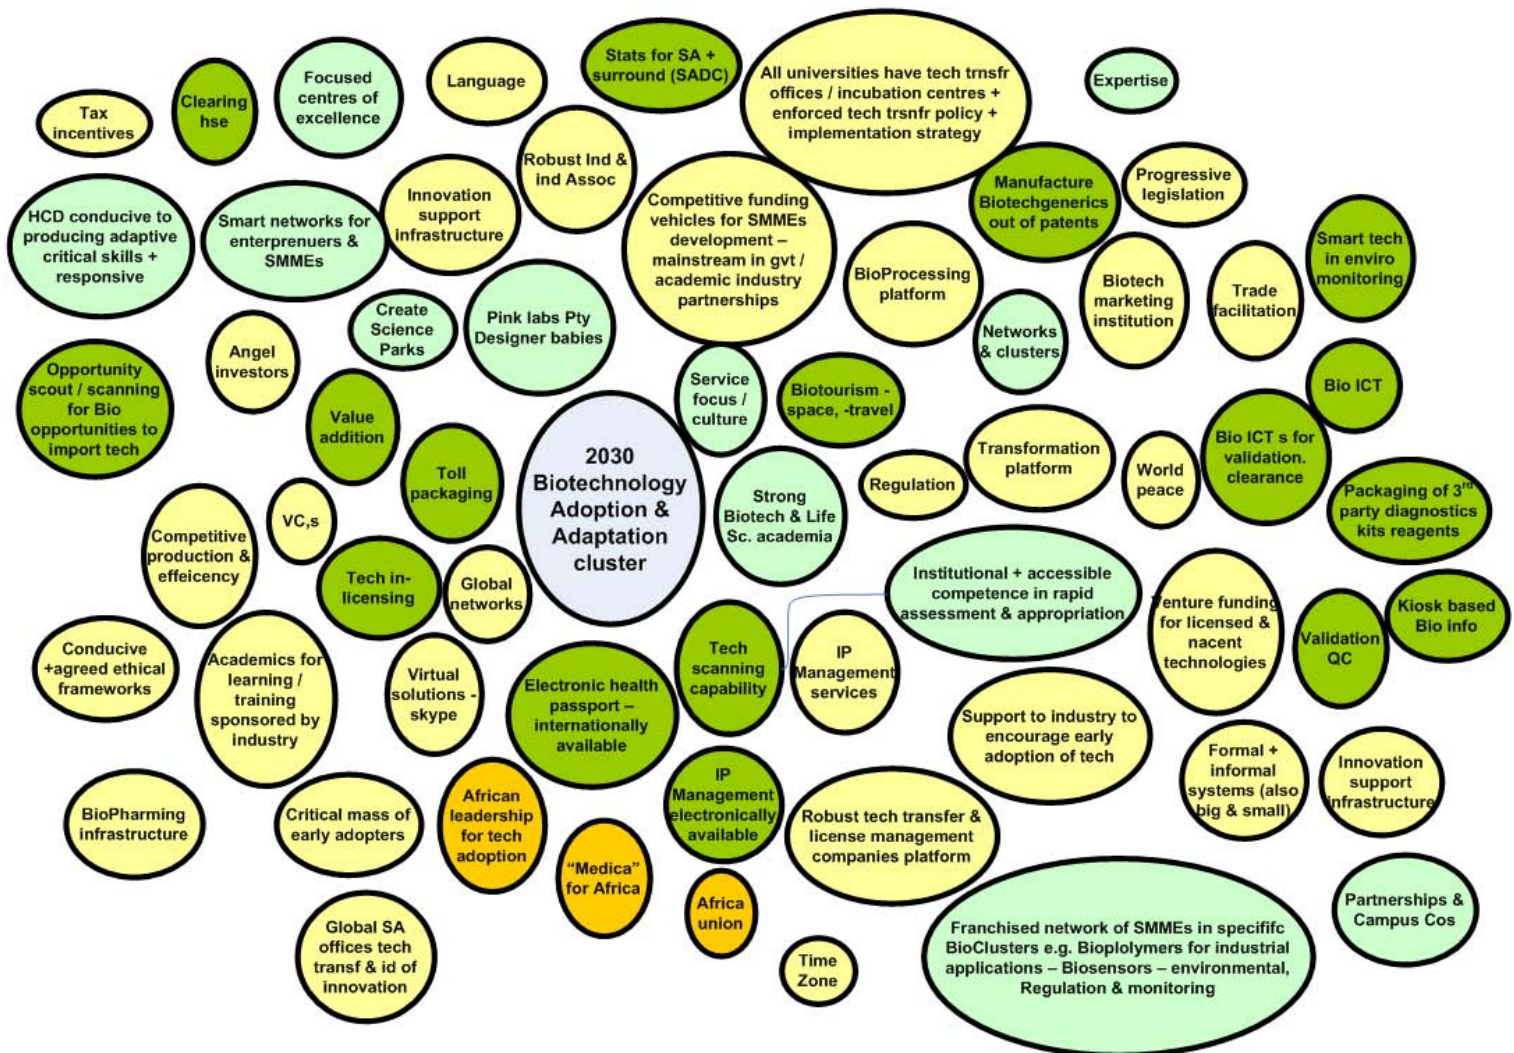 Tax
incentives
Clearing
hse
Focused
centres of
excellence
Language
Stats for SA +
surround (SADC)
All universities have tech trnsfr
offices / incubation centres +
enforced tech trsnfr policy +
implementation strategy
Expertise
HCD conducive to
producing adaptive
critical skills +
responsive
Smart networks for
enterprenuers &
SMMEs
Innovation
support
infrastructure
Robust Ind &
ind Assoc
Competitive funding
vehicles for SMMEs
development –
mainstream in gvt /
academic industry
partnerships
Manufacture
Biotechgenerics
out of patents
Progressive
legislation
BioProcessing
platform
Biotech
marketing
institution
Trade
facilitation
Smart tech
in enviro
monitoring
Create
Science
Parks
Pink labs Pty
Designer babies
Networks
& clusters
Angel
investors
Opportunity
scout / scanning
for Bio
opportunities to
import tech
Value
addition
Service
focus /
culture
Biotourism -
space, -travel
Bio ICT
Toll
packaging
2030
Biotechnology
Adoption &
Adaptation
cluster
Strong
Biotech & Life
Sc. academia
Regulation
Transformation
platform
World
peace
Bio ICT s for
validation.
clearance
Packaging of 3rd
party diagnostics
kits reagents
Competitive
production &
effeicency
VC,s
Tech in-
licensing
Global
networks
Institutional + accessible
competence in rapid
assessment & appropriation
Venture funding
for licensed &
nacent
technologies
Validation
QC
Kiosk based
Bio info
Conducive
+agreed ethical
frameworks
Academics for
learning /
training
sponsored by
industry
Virtual
solutions -
skype
Electronic health
passport –
internationally
available
Tech
scanning
capability
IP
Management
services
Support to industry to
encourage early
adoption of tech
Formal +
informal
systems (also
big & small)
Innovation
support
infrastructure
BioPharming
infrastructure
Critical mass of
early adopters
African
leadership
for tech
adoption
“Medica”
for Africa
IP
Management
electronically
available
Robust tech transfer &
license management
companies platform
Africa
union
Partnerships &
Campus Cos
Global SA
offices tech
transf & id of
innovation
Time
Zone
Franchised network of SMMEs in specififc
BioClusters e.g. Bioplolymers for industrial
applications – Biosensors – environmental,
Regulation & monitoring